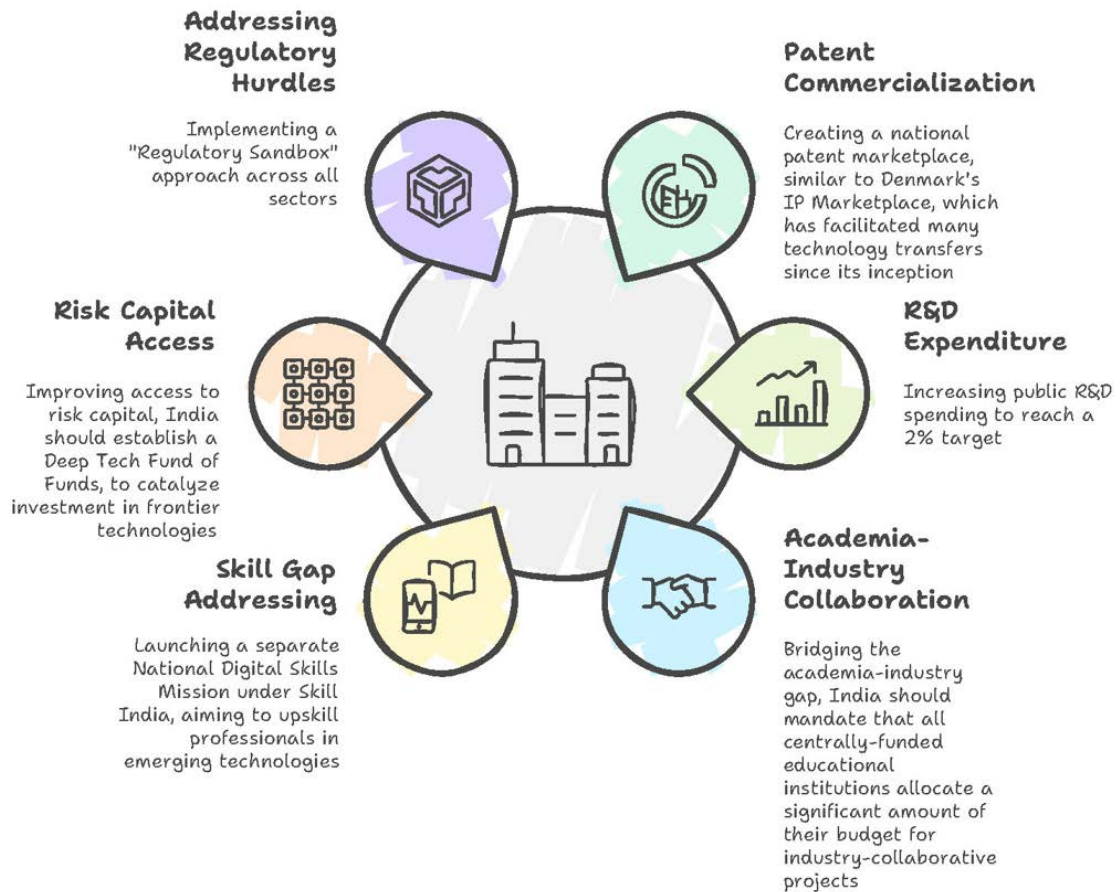 Addressing
Regulatory
Hurdles
Implementing a
"Regulatory Sandbox"
approach across all
sectors
Patent
Commercialization
Creating a national
patent marketplace,
similar to Denmark's
IP Marketplace, which
has facilitated many
technology transfers
since its inception
Risk Capital
Access
Improving access to
risk capital, India
should establish a
Deep Tech Fund of
Funds, to catalyze
investment in frontier
technologies
R&D
Expenditure
Increasing public R&D
spending to reach a
2% target
Skill Gap
Addressing
Launching a separate
National Digital Skills
Mission under Skill
India, aiming to upskill
professionals in
emerging technologies
Academia-
Industry
Collaboration
Bridging the
academia-industry
gap, India should
mandate that all
centrally-funded
educational
institutions allocate a
significant amount of
their budget for
industry-collaborative
projects